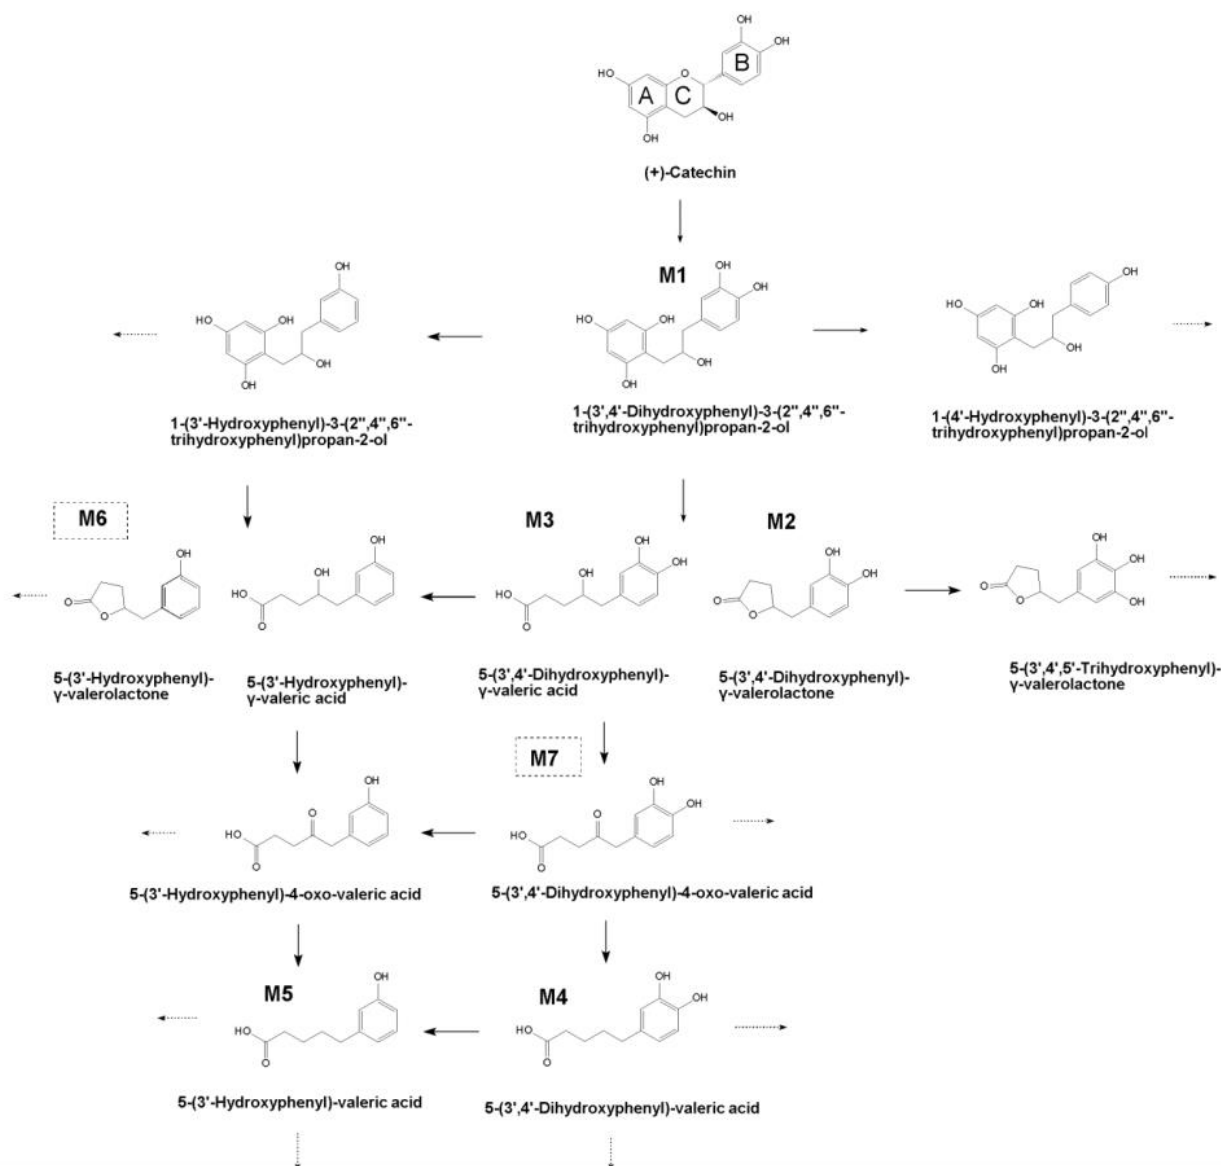 OH
OH
B
HO
O
A
C
OH
OH
(+)-Catechin
M1
OH
HO
OH
OH
OH
OH
OH
HO
OH
OH
OH
OH
HO
OH
OH
OH
1-(3'-Hydroxyphenyl)-3-(2",4",6"-
trihydroxyphenyl)propan-2-ol
1-(3',4'-Dihydroxyphenyl)-3-(2",4",6"-
trihydroxyphenyl)propan-2-ol
1-(4'-Hydroxyphenyl)-3-(2",4",6"-
trihydroxyphenyl)propan-2-ol
M6
M3
M2
OH
O
O
OH
OH
HO
O
OH
OH
OH
HO
O
OH
OH
O
O
OH
OH
OH
O
O
5-(3'-Hydroxyphenyl)-
γ-valerolactone
5-(3'-Hydroxyphenyl)-
γ-valeric acid
5-(3',4'-Dihydroxyphenyl)-
γ-valeric acid
5-(3',4'-Dihydroxyphenyl)-
γ-valerolactone
5-(3',4',5'-Trihydroxyphenyl)-
γ-valerolactone
M7
OH
O
HO
O
OH
OH
O
HO
O
5-(3'-Hydroxyphenyl)-4-oxo-valeric acid
5-(3',4'-Dihydroxyphenyl)-4-oxo-valeric acid
M5
M4
OH
HO
O
OH
OH
HO
O
5-(3'-Hydroxyphenyl)-valeric acid
5-(3',4'-Dihydroxyphenyl)-valeric acid